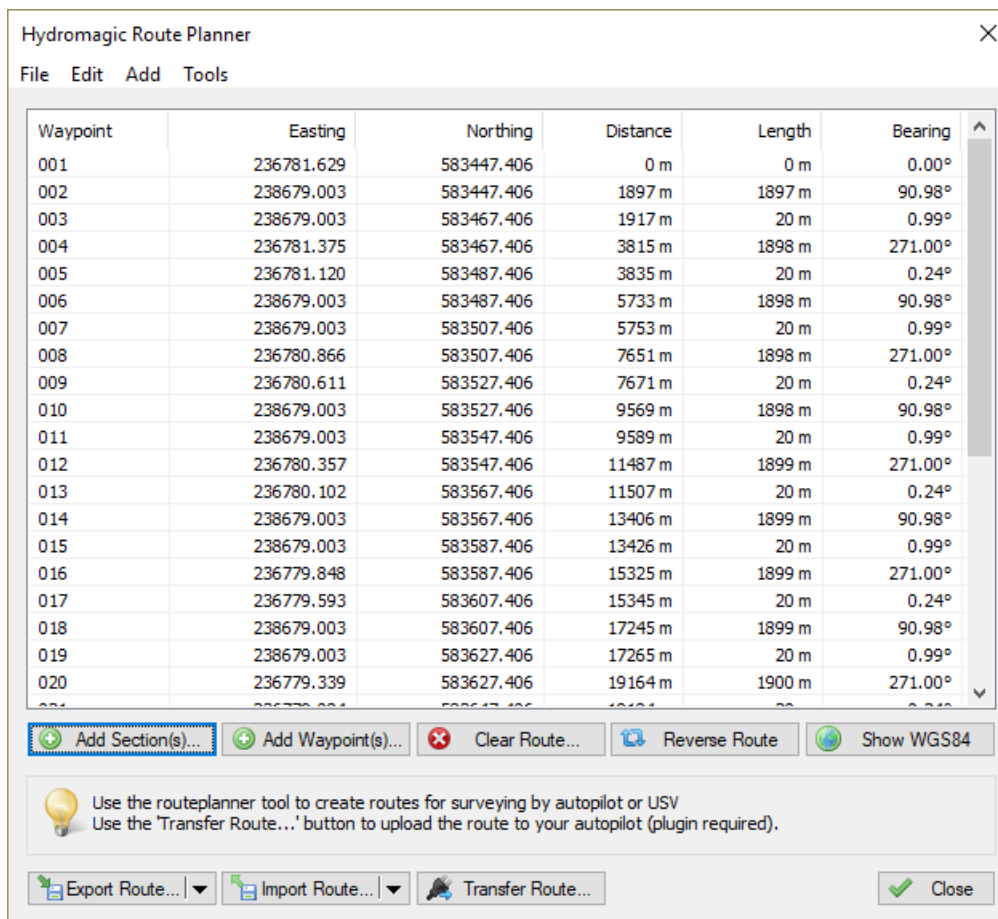 Hydromagic Route Planner
File Edit Add Tools
Waypoint Easting Northing Distance Length Bearing
001 236781.629 583447.406 0 m 0 m 0.00°
002 238679.003 583447.406 1897 m 1897 m 90.98°
003 238679.003 583467.406 1917 m 20 m 0.99°
004 236781.375 583467.406 3815 m 1898 m 271.00°
005 236781.120 583487.406 3835 m 20 m 0.24°
006 238679.003 583487.406 5733 m 1898 m 90.98°
007 238679.003 583507.406 5753 m 20 m 0.99°
008 236780.866 583507.406 7651 m 1898 m 271.00°
009 236780.611 583527.406 7671 m 20 m 0.24°
010 238679.003 583527.406 9569 m 1898 m 90.98°
011 238679.003 583547.406 9589 m 20 m 0.99°
012 236780.357 583547.406 11487 m 1899 m 271.00°
013 236780.102 583567.406 11507 m 20 m 0.24°
014 238679.003 583567.406 13406 m 1899 m 90.98°
015 238679.003 583587.406 13426 m 20 m 0.99°
016 236779.848 583587.406 15325 m 1899 m 271.00°
017 236779.593 583607.406 15345 m 20 m 0.24°
018 238679.003 583607.406 17245 m 1899 m 90.98°
019 238679.003 583627.406 17265 m 20 m 0.99°
020 236779.339 583627.406 19164 m 1900 m 271.00°
Add Section(s)... Add Waypoint(s)... Clear Route... Reverse Route Show WGS84
Use the routeplanner tool to create routes for surveying by autopilot or USV
Use the 'Transfer Route...' button to upload the route to your autopilot (plugin required).
Export Route... Import Route... Transfer Route... Close